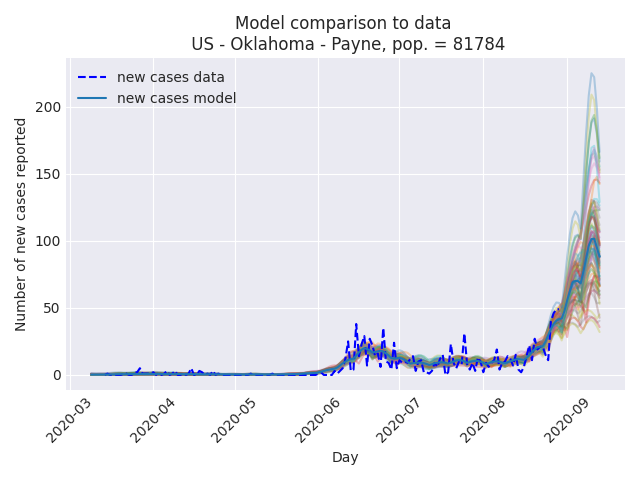 Model comparison to data
US - Oklahoma - Payne, pop. = 81784
new cases data
new cases model
Number of new cases reported
200
150
100
50
0
2020-03
2020-04
2020-05
2020-06
2020-07
2020-08
2020-09
Day